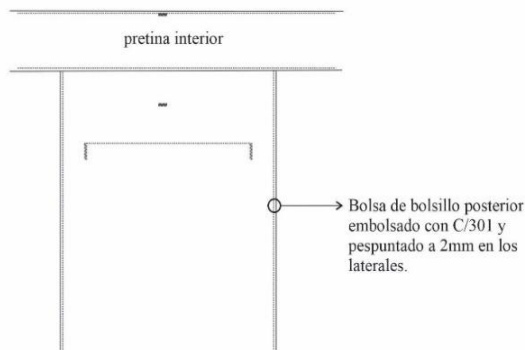 pretina interior
Bolsa de bolsillo posterior
embolsado con C/301 y
pespuntado a 2mm en los
laterales.